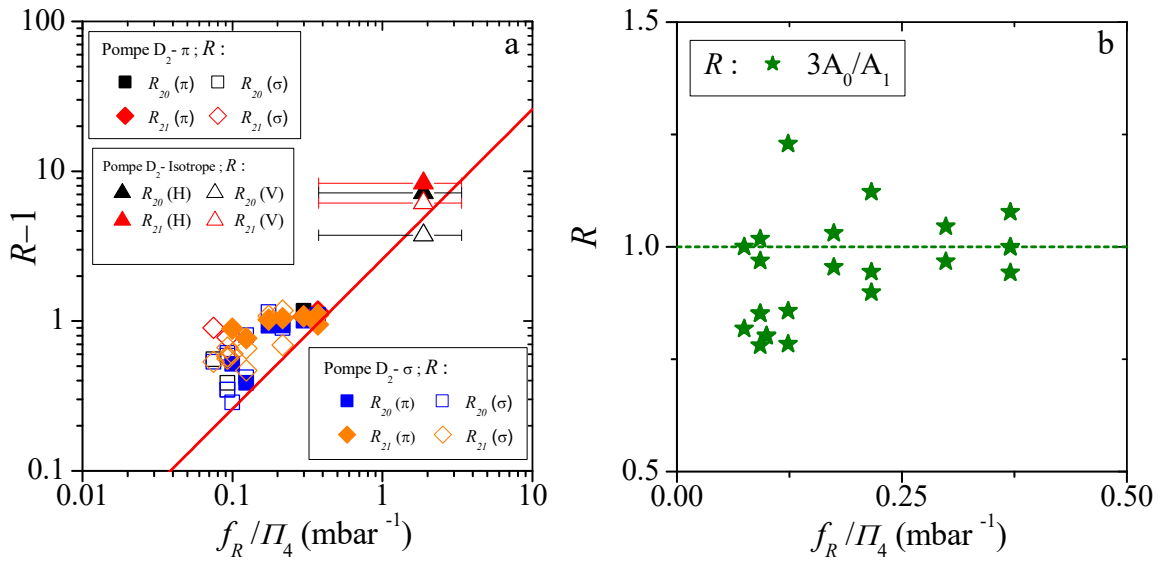 a
Pompe D₂- π ; R :
R₂₀ (π) R₂₀ (σ)
R₂₁ (π) R₂₁ (σ)
Pompe D₂- Isotrope ; R :
R₂₀ (H) R₂₀ (V)
R₂₁ (H) R₂₁ (V)
Pompe D₂- σ ; R :
R₂₀ (π) R₂₀ (σ)
R₂₁ (π) R₂₁ (σ)
100
10
1
0.1
R−1
0.01 0.1 1 10
f_R /Π₄ (mbar ⁻¹)
b
R : 3A₀/A₁
1.5
1.0
0.5
R
0.00 0.25 0.50
f_R /Π₄ (mbar ⁻¹)